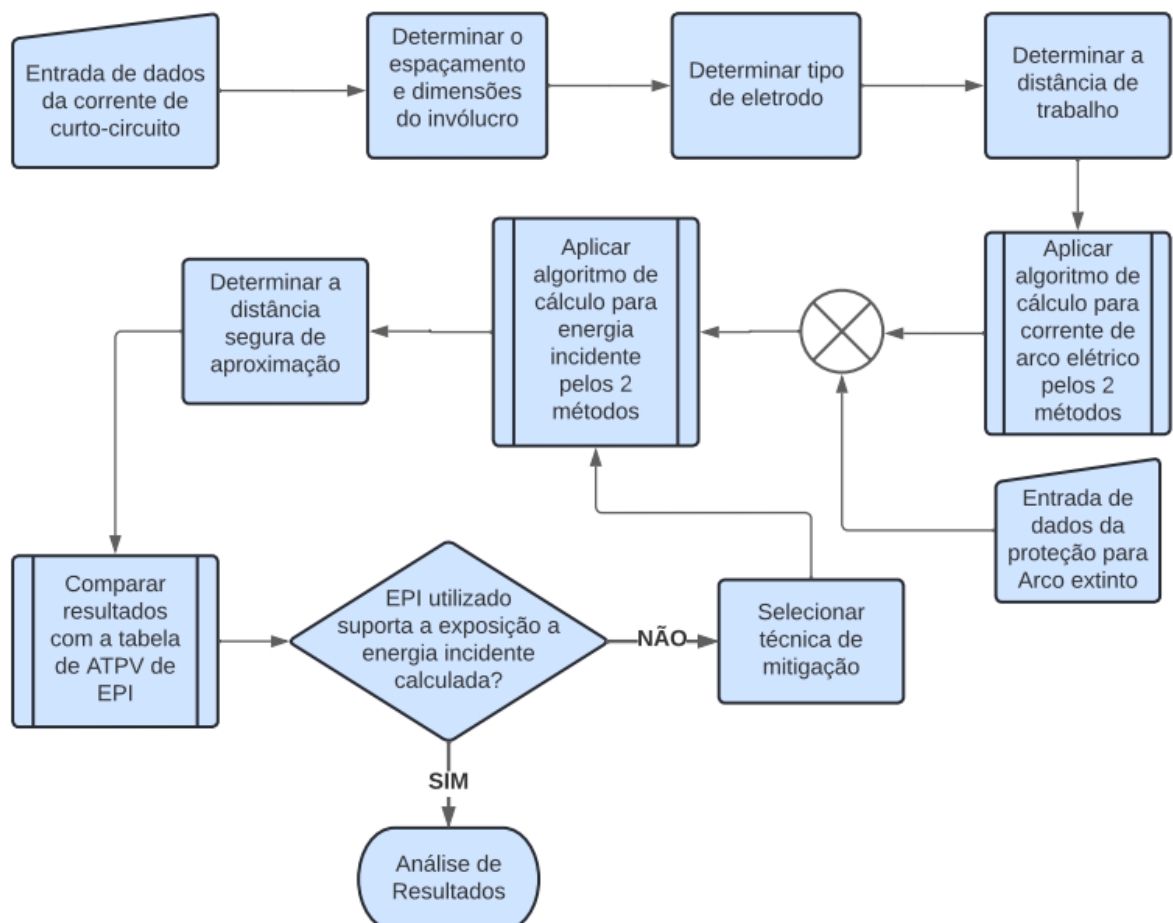 Entrada de dados
da corrente de
curto-circuito
Determinar o
espaçamento
e dimensões
do invólucro
Determinar tipo
de eletrodo
Determinar a
distância de
trabalho
Aplicar
algoritmo de
cálculo para
corrente de
arco elétrico
pelos 2
métodos
Entrada de
dados da
proteção para
Arco extinto
Aplicar
algoritmo de
cálculo para
energia
incidente
pelos 2
métodos
Determinar a
distância
segura de
aproximação
Comparar
resultados
com a tabela
de ATPV de
EPI
EPI utilizado
suporta a exposição a
energia incidente
calculada?
NÃO
Selecionar
técnica de
mitigação
SIM
Análise de
Resultados